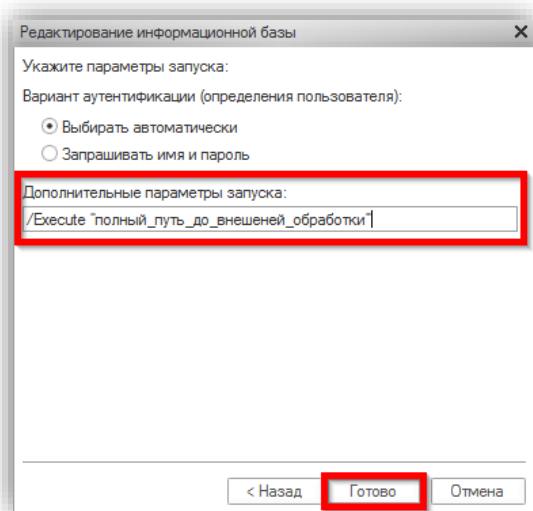 Редактирование информационной базы
Укажите параметры запуска:
Вариант аутентификации (определения пользователя):
Выбирать автоматически
Запрашивать имя и пароль
Дополнительные параметры запуска:
/Execute "полный_путь_до_внешеней_обработки"
< Назад Готово Отмена